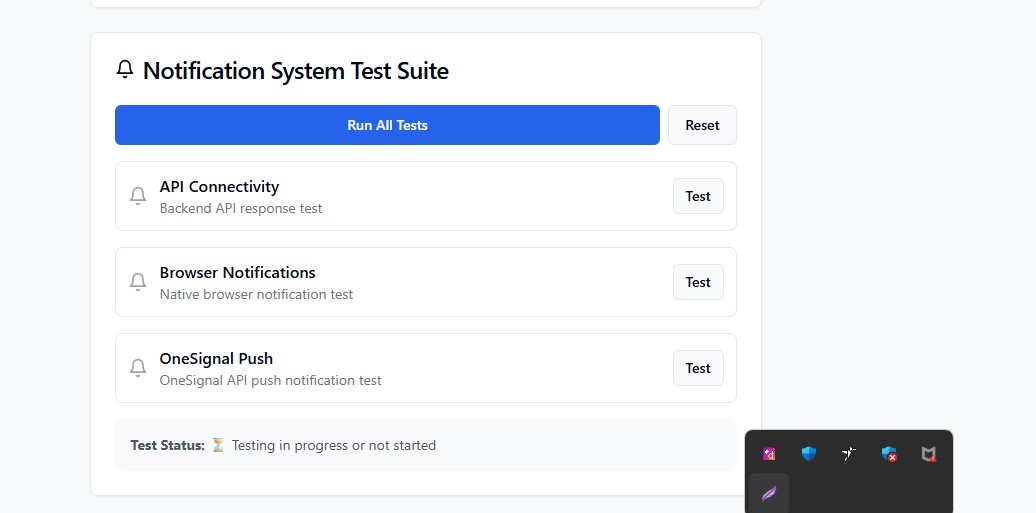 Notification System Test Suite
Run All Tests
Reset
API Connectivity
Backend API response test
Test
Browser Notifications
Native browser notification test
Test
OneSignal Push
OneSignal API push notification test
Test
Test Status: ⏳ Testing in progress or not started